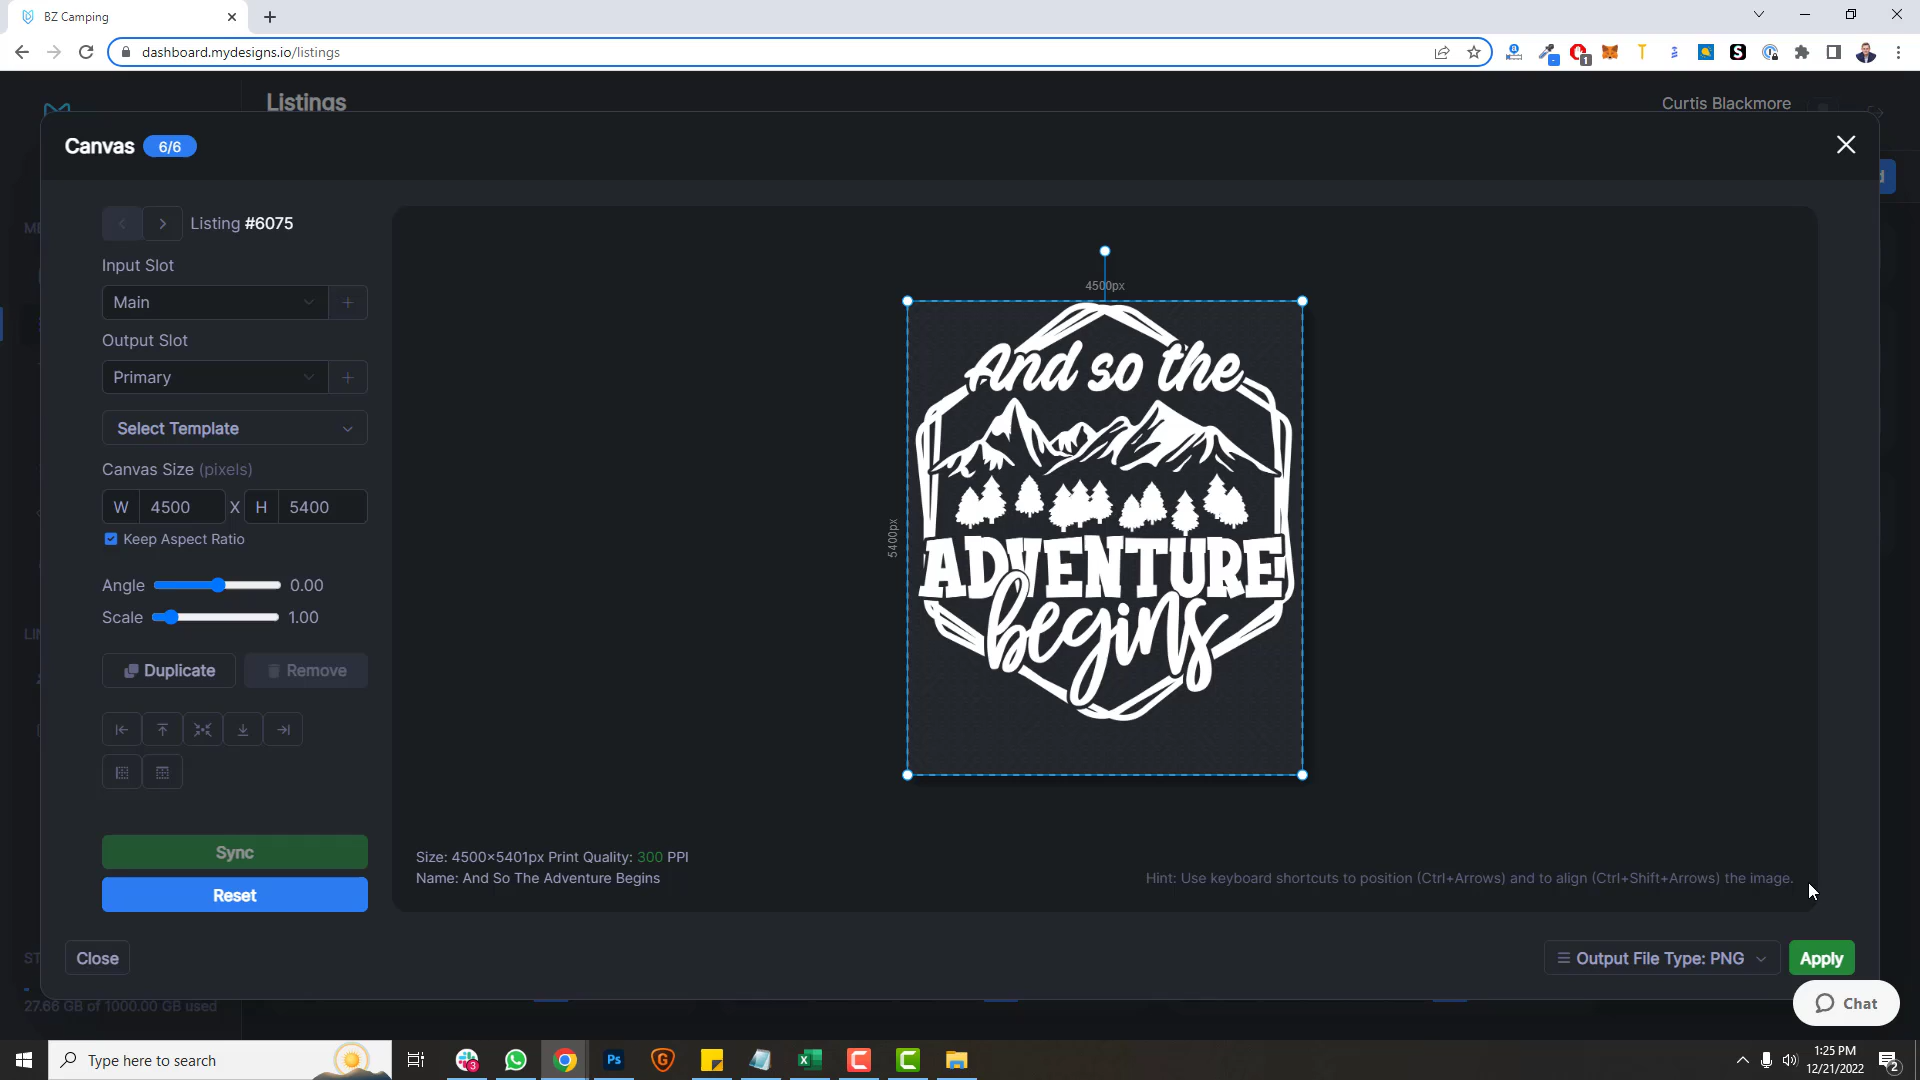 BZ Camping
dashboard.mydesigns.io/listings
Listings
Curtis Blackmore
Canvas 6/6
Listing #6075
Input Slot
Main
Output Slot
Primary
Select Template
Canvas Size (pixels)
W 4500 X H 5400
Keep Aspect Ratio
Angle 0.00
Scale 1.00
Duplicate Remove
Sync
Reset
4500px
5400px
And so the
ADVENTURE
begins
Size: 4500×5401px Print Quality: 300 PPI
Name: And So The Adventure Begins
Hint: Use keyboard shortcuts to position (Ctrl+Arrows) and to align (Ctrl+Shift+Arrows) the image.
Close
Output File Type: PNG
Apply
27.66 GB of 1000.00 GB used
Chat
Type here to search
1:25 PM
12/21/2022